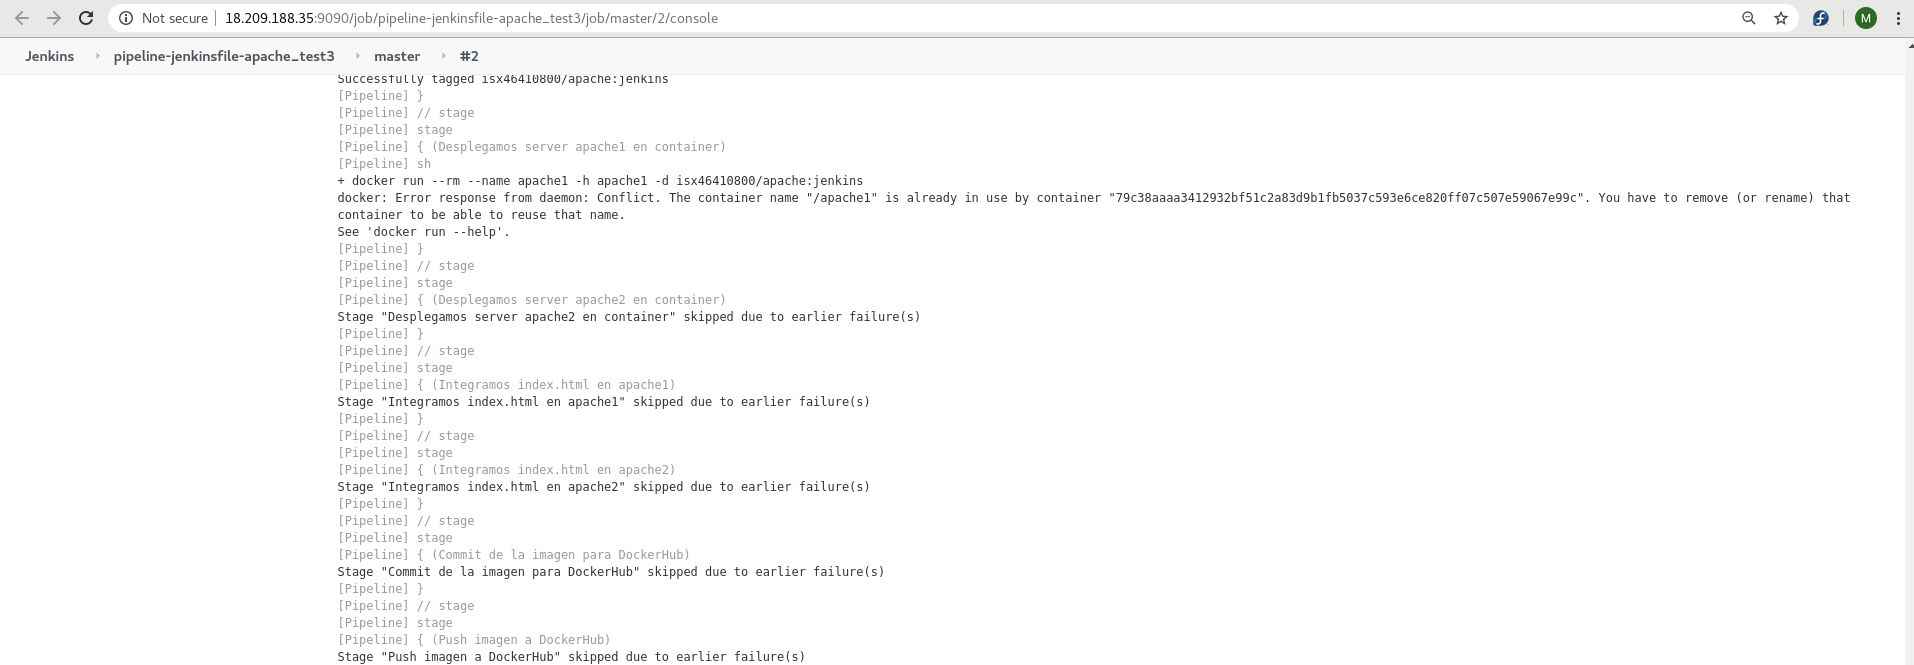 Not secure | 18.209.188.35:9090/job/pipeline-jenkinsfile-apache_test3/job/master/2/console
M
Jenkins pipeline-jenkinsfile-apache_test3 master #2
Successfully tagged isx46410800/apache:jenkins
[Pipeline] }
[Pipeline] // stage
[Pipeline] stage
[Pipeline] { (Desplegamos server apache1 en container)
[Pipeline] sh
+ docker run --rm --name apache1 -h apache1 -d isx46410800/apache:jenkins
docker: Error response from daemon: Conflict. The container name "/apache1" is already in use by container "79c38aaaa3412932bf51c2a83d9b1fb5037c593e6ce820ff07c507e59067e99c". You have to remove (or rename) that
container to be able to reuse that name.
See 'docker run --help'.
[Pipeline] }
[Pipeline] // stage
[Pipeline] stage
[Pipeline] { (Desplegamos server apache2 en container)
Stage "Desplegamos server apache2 en container" skipped due to earlier failure(s)
[Pipeline] }
[Pipeline] // stage
[Pipeline] stage
[Pipeline] { (Integramos index.html en apache1)
Stage "Integramos index.html en apache1" skipped due to earlier failure(s)
[Pipeline] }
[Pipeline] // stage
[Pipeline] stage
[Pipeline] { (Integramos index.html en apache2)
Stage "Integramos index.html en apache2" skipped due to earlier failure(s)
[Pipeline] }
[Pipeline] // stage
[Pipeline] stage
[Pipeline] { (Commit de la imagen para DockerHub)
Stage "Commit de la imagen para DockerHub" skipped due to earlier failure(s)
[Pipeline] }
[Pipeline] // stage
[Pipeline] stage
[Pipeline] { (Push imagen a DockerHub)
Stage "Push imagen a DockerHub" skipped due to earlier failure(s)